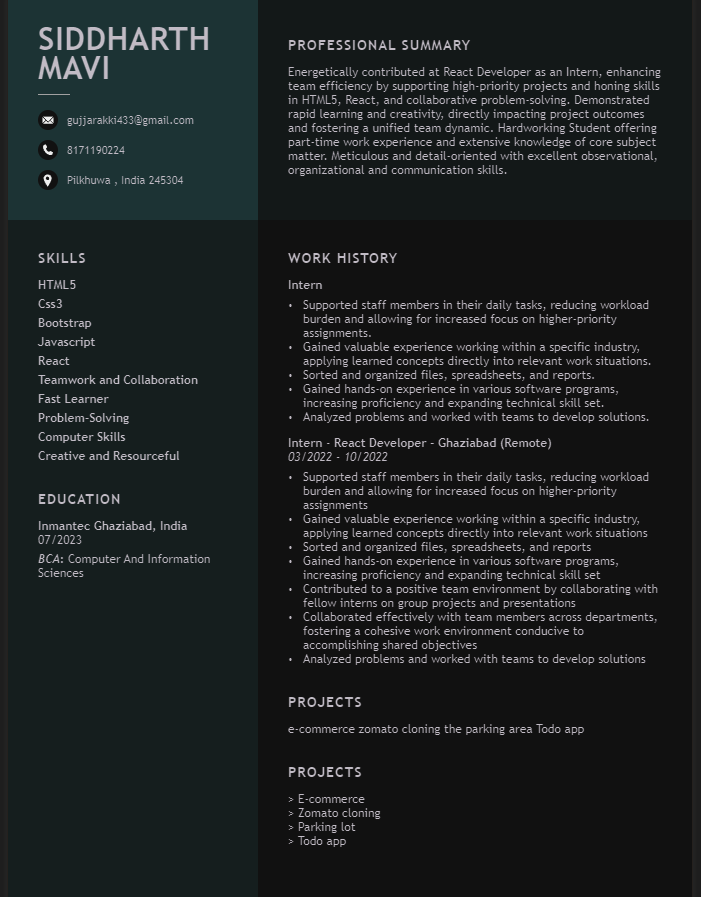 SIDDHARTH
MAVI
gujjarakki433@gmail.com
8171190224
Pilkhuwa , India 245304
PROFESSIONAL SUMMARY
Energetically contributed at React Developer as an Intern, enhancing
team efficiency by supporting high-priority projects and honing skills
in HTML5, React, and collaborative problem-solving. Demonstrated
rapid learning and creativity, directly impacting project outcomes
and fostering a unified team dynamic. Hardworking Student offering
part-time work experience and extensive knowledge of core subject
matter. Meticulous and detail-oriented with excellent observational,
organizational and communication skills.
SKILLS
HTML5
Css3
Bootstrap
Javascript
React
Teamwork and Collaboration
Fast Learner
Problem-Solving
Computer Skills
Creative and Resourceful
EDUCATION
Inmantec Ghaziabad, India
07/2023
BCA: Computer And Information
Sciences
WORK HISTORY
Intern
• Supported staff members in their daily tasks, reducing workload
burden and allowing for increased focus on higher-priority
assignments.
• Gained valuable experience working within a specific industry,
applying learned concepts directly into relevant work situations.
• Sorted and organized files, spreadsheets, and reports.
• Gained hands-on experience in various software programs,
increasing proficiency and expanding technical skill set.
• Analyzed problems and worked with teams to develop solutions.
Intern - React Developer - Ghaziabad (Remote)
03/2022 - 10/2022
• Supported staff members in their daily tasks, reducing workload
burden and allowing for increased focus on higher-priority
assignments
• Gained valuable experience working within a specific industry,
applying learned concepts directly into relevant work situations
• Sorted and organized files, spreadsheets, and reports
• Gained hands-on experience in various software programs,
increasing proficiency and expanding technical skill set
• Contributed to a positive team environment by collaborating with
fellow interns on group projects and presentations
• Collaborated effectively with team members across departments,
fostering a cohesive work environment conducive to
accomplishing shared objectives
• Analyzed problems and worked with teams to develop solutions
PROJECTS
e-commerce zomato cloning the parking area Todo app
PROJECTS
> E-commerce
> Zomato cloning
> Parking lot
> Todo app